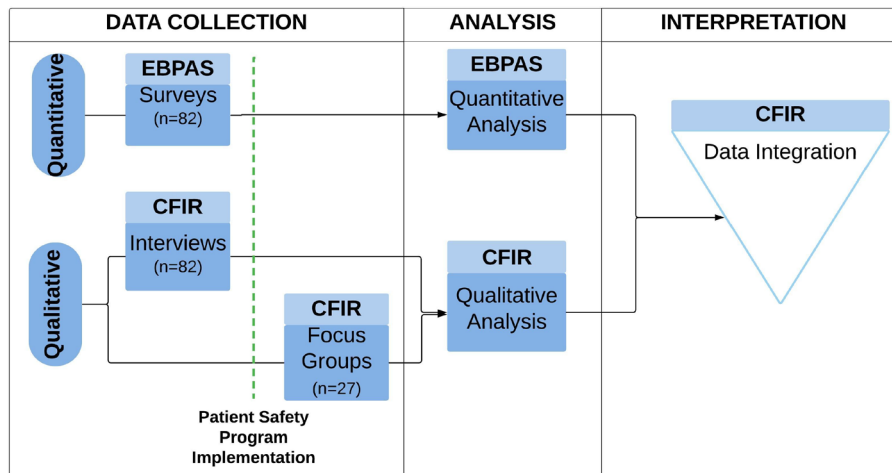 DATA COLLECTION
ANALYSIS
INTERPRETATION
Quantitative
EBPAS
Surveys
(n=82)
EBPAS
Quantitative
Analysis
CFIR
Data Integration
Qualitative
CFIR
Interviews
(n=82)
CFIR
Focus
Groups
(n=27)
CFIR
Qualitative
Analysis
Patient Safety
Program
Implementation